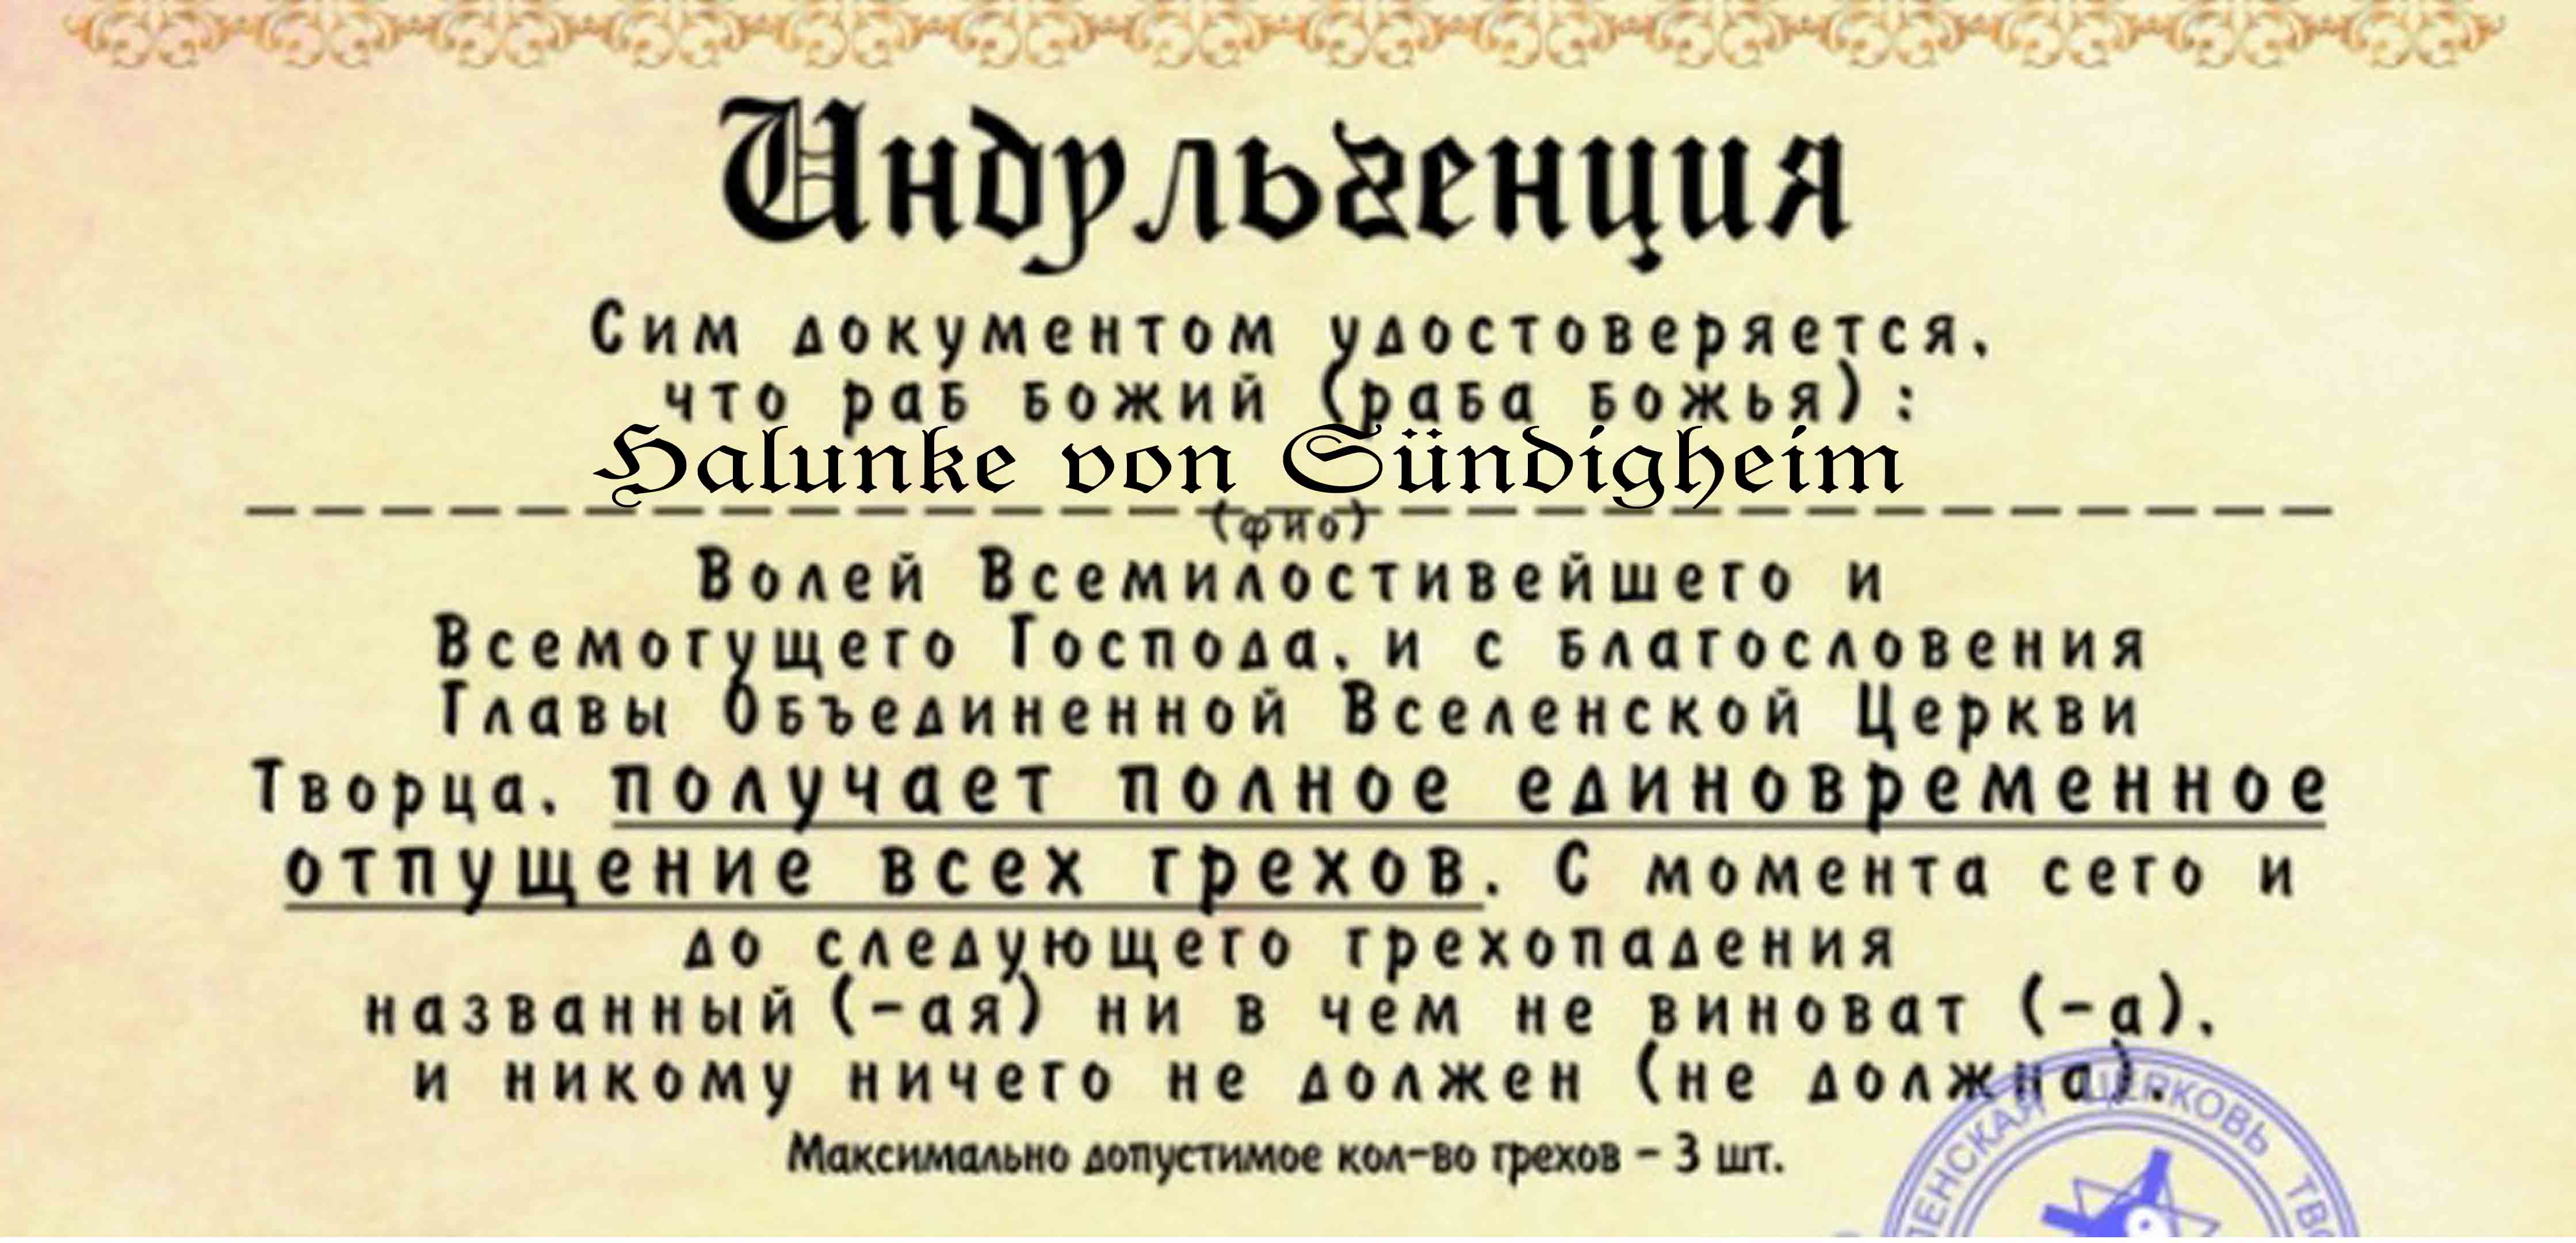 Индульгенция
Сим документом удостоверяется,
что раб божий (раба божья) :
Halunke von Sündigheim
(фио)
Волей Всемилостивейшего и
Всемогущего Господа, и с благословения
Главы Объединенной Вселенской Церкви
Творца, получает полное единовременное
отпущение всех грехов. С момента сего и
до следующего грехопадения
названный (-ая) ни в чем не виноват (-а),
и никому ничего не должен (не должна).
Максимально допустимое кол-во грехов - 3 шт.
ЦЕРКОВЬ